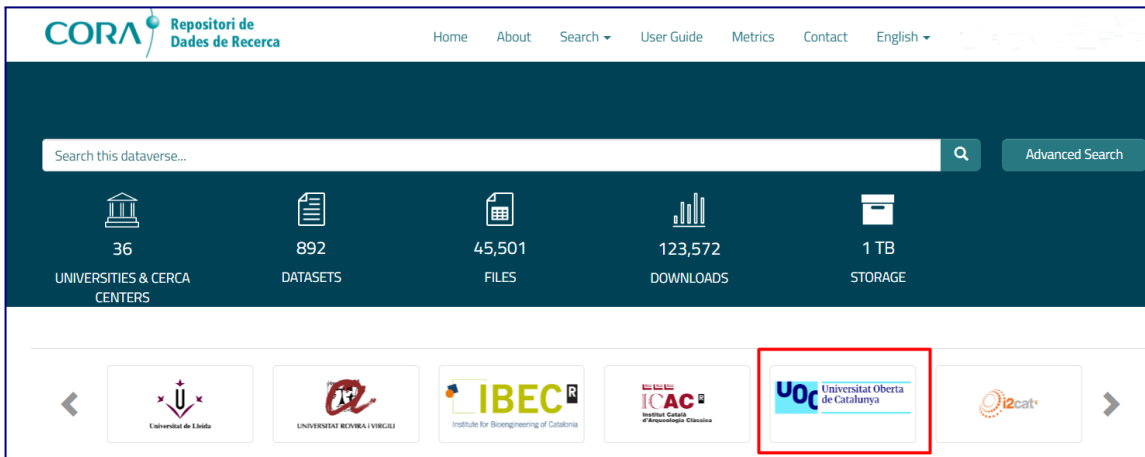 CORA Repositori de
Dades de Recerca
Home About Search User Guide Metrics Contact English
Search this dataverse...
Advanced Search
36 892 45,501 123,572 1 TB
UNIVERSITIES & CERCA DATASETS FILES DOWNLOADS STORAGE
CENTERS
Universitat de Lleida
UNIVERSITAT ROVIRA i VIRGILI
IBEC R
Institute for Bioengineering of Catalonia
ICAC R
Institut Català
d'Arqueologia Clàssica
UOC Universitat Oberta
de Catalunya
i2cat